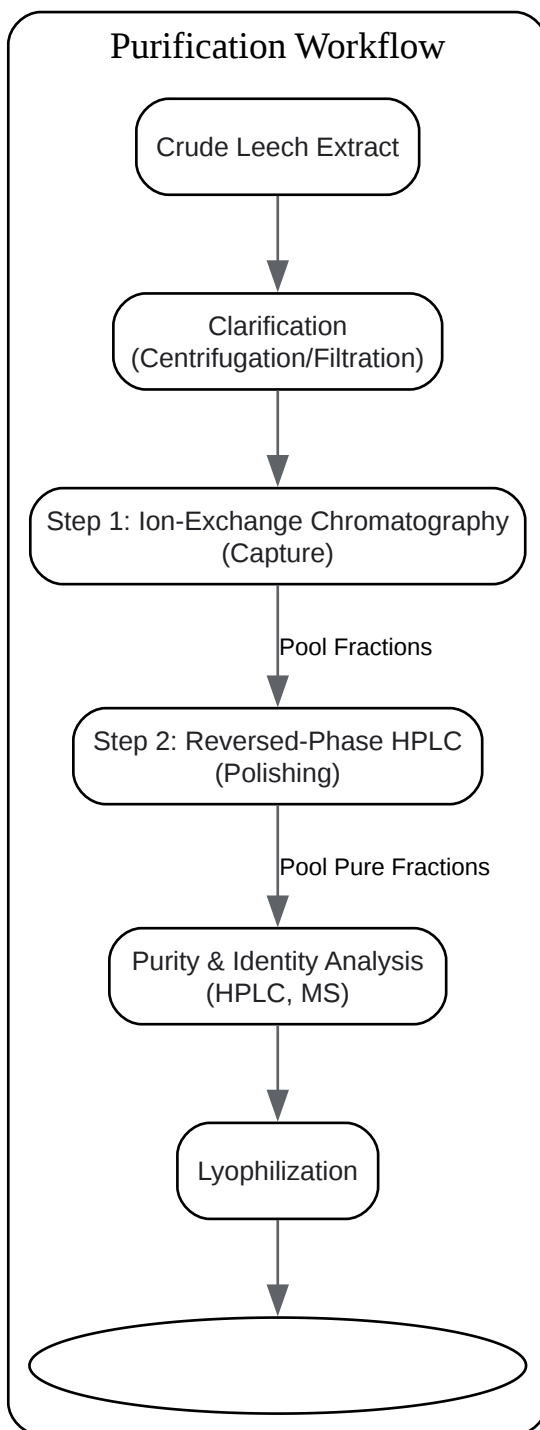 Purification Workflow
Crude Leech Extract
Clarification
(Centrifugation/Filtration)
Step 1: Ion-Exchange Chromatography
(Capture)
Pool Fractions
Step 2: Reversed-Phase HPLC
(Polishing)
Pool Pure Fractions
Purity & Identity Analysis
(HPLC, MS)
Lyophilization